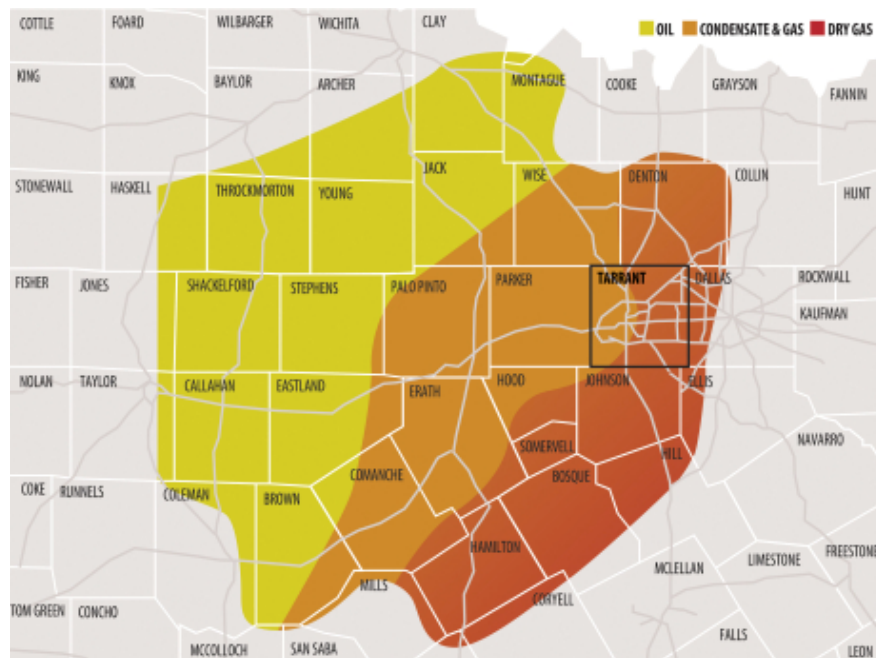 OIL CONDENSATE & GAS DRY GAS
COTTLE FOARD WILBARGER WICHITA CLAY
KING KNOX BAYLOR ARCHER MONTAGUE COOKE GRAYSON FANNIN
STONEWALL HASKELL THROCKMORTON YOUNG JACK WISE DENTON COLLIN HUNT
FISHER JONES SHACKELFORD STEPHENS PALO PINTO PARKER TARRANT DALLAS ROCKWALL
KAUFMAN
NOLAN TAYLOR CALLAHAN EASTLAND ERATH HOOD JOHNSON ELLIS
COKE RUNNELS COLEMAN BROWN COMANCHE SOMERVELL BOSQUE HILL NAVARRO
HAMILTON
TOM GREEN CONCHO MILLS CORYELL MCLELLAN LIMESTONE FREESTONE
MCCOLLOCH SAN SABA FALLS LEON